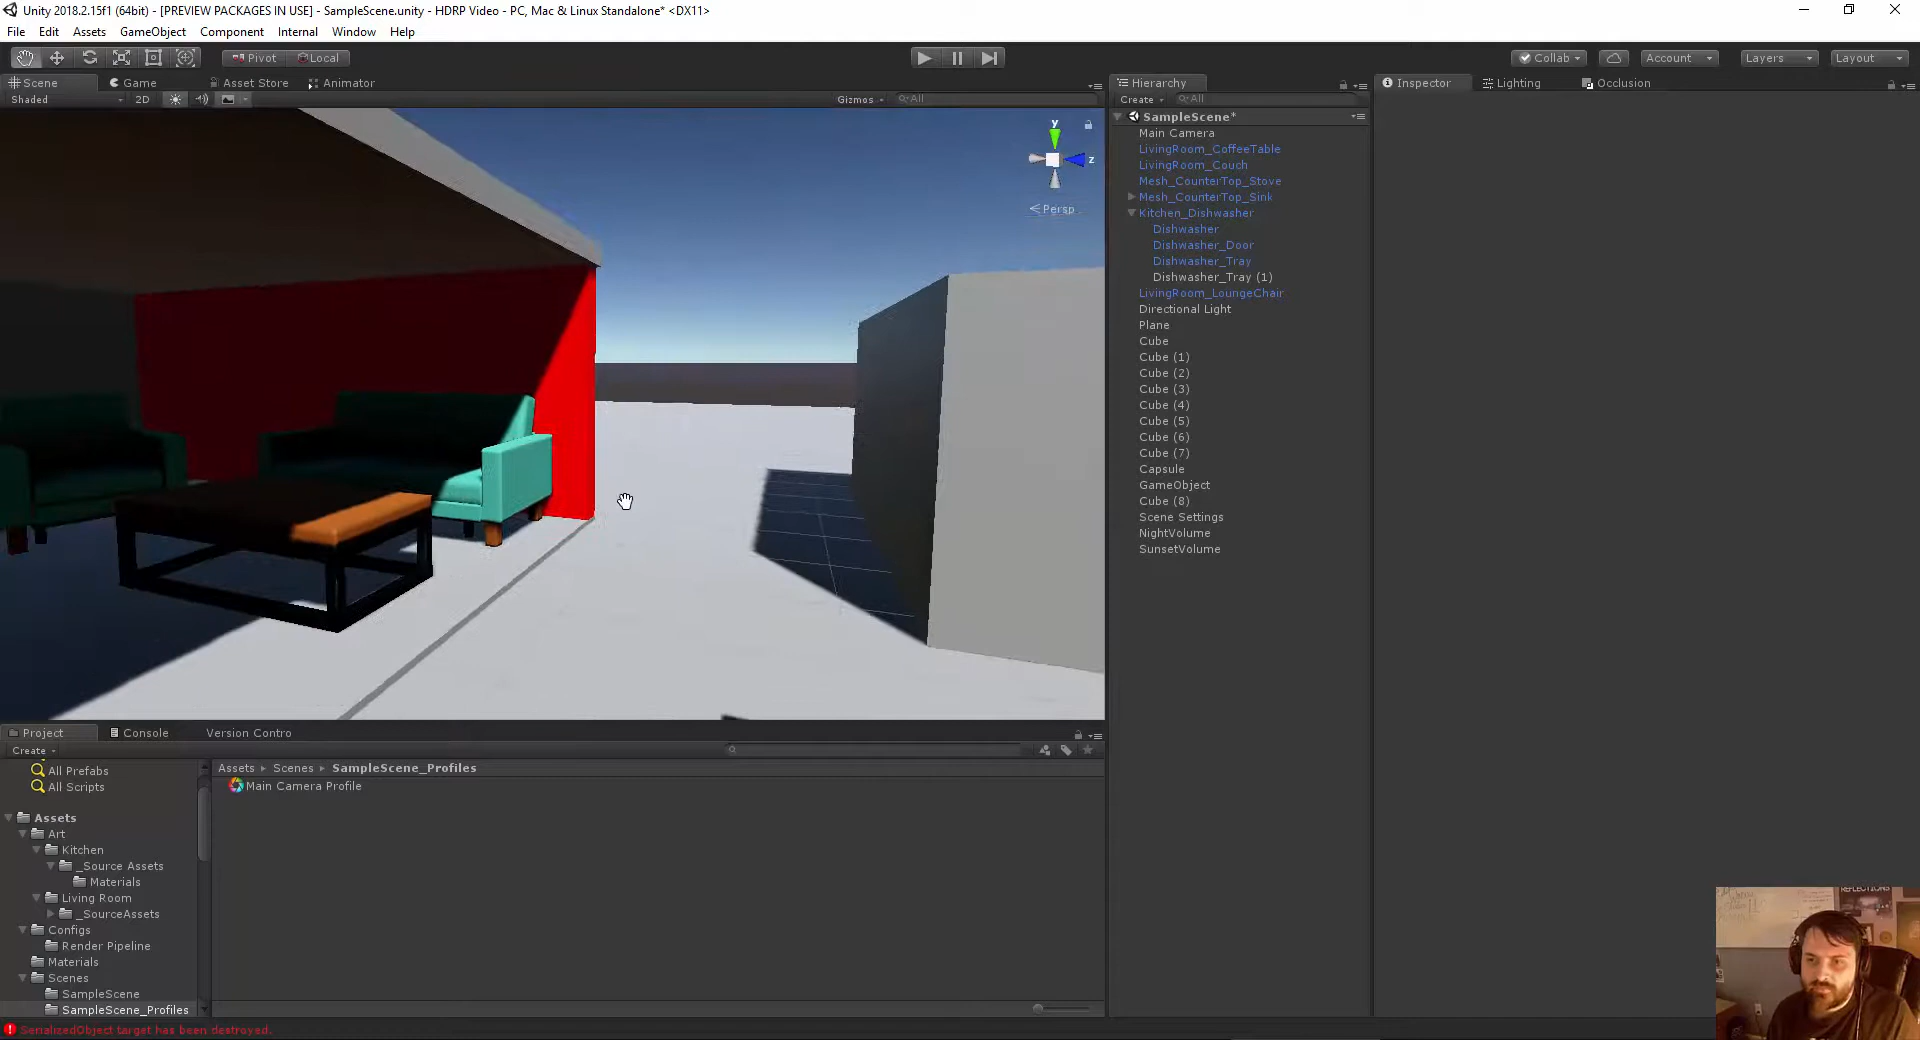 Unity 2018.2.15f1 (64bit) - [PREVIEW PACKAGES IN USE] - SampleScene.unity - HDRP Video - PC, Mac & Linux Standalone* <DX11>
File Edit Assets GameObject Component Internal Window Help
Pivot Local Collab Account Layers Layout
Scene Game Asset Store Animator
Shaded 2D Gizmos All
y
z
Persp
Hierarchy
Create All
SampleScene*
Main Camera
LivingRoom_CoffeeTable
LivingRoom_Couch
Mesh_CounterTop_Stove
Mesh_CounterTop_Sink
Kitchen_Dishwasher
Dishwasher
Dishwasher_Door
Dishwasher_Tray
Dishwasher_Tray (1)
LivingRoom_LoungeChair
Directional Light
Plane
Cube
Cube (1)
Cube (2)
Cube (3)
Cube (4)
Cube (5)
Cube (6)
Cube (7)
Capsule
GameObject
Cube (8)
Scene Settings
NightVolume
SunsetVolume
Inspector Lighting Occlusion
Project Console Version Contro
Create
All Prefabs
All Scripts
Assets
Art
Kitchen
_Source Assets
Materials
Living Room
_SourceAssets
Configs
Render Pipeline
Materials
Scenes
SampleScene
SampleScene_Profiles
Assets Scenes SampleScene_Profiles
Main Camera Profile
SerializedObject target has been destroyed.
REFLECTIONS